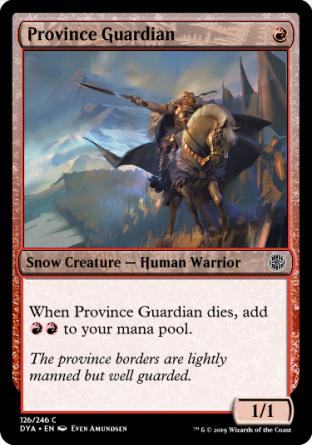 Province Guardian
Snow Creature — Human Warrior
When Province Guardian dies, add
to your mana pool.
The province borders are lightly
manned but well guarded.
1/1
126/246 C
DYA • EN Even Amundsen
™ & © 2019 Wizards of the Coast